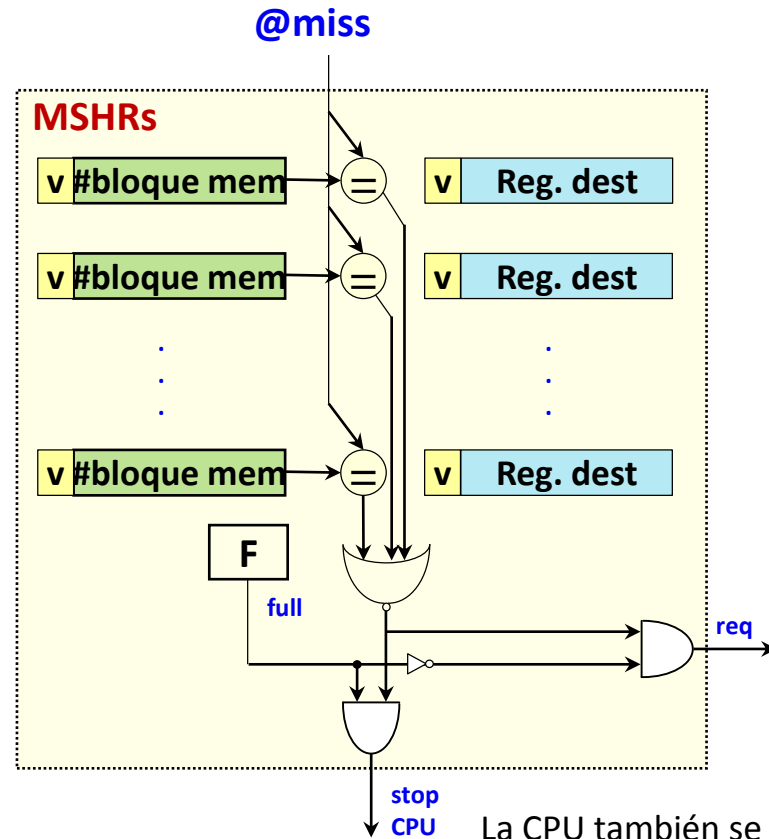 @miss
MSHRs
v #bloque mem = v Reg. dest
v #bloque mem = v Reg. dest
. .
. .
. .
v #bloque mem = v Reg. dest
F
full
req
stop
CPU
La CPU también se